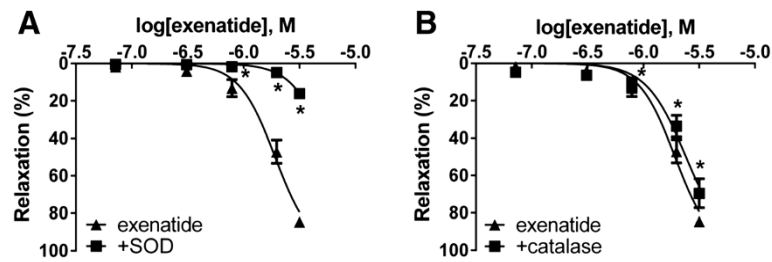 A
log[exenatide], M
-7.5 -7.0 -6.5 -6.0 -5.5 -5.0
0
20
40
60
80
100
Relaxation (%)
*
*
*
exenatide
+SOD
B
log[exenatide], M
-7.5 -7.0 -6.5 -6.0 -5.5 -5.0
0
20
40
60
80
100
Relaxation (%)
*
*
*
exenatide
+catalase